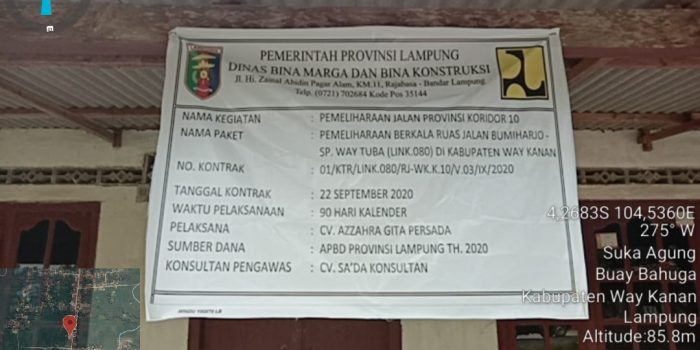 PEMERINTAH PROVINSI LAMPUNG
DINAS BINA MARGA DAN BINA KONSTRUKSI
Jl. Hi. Zainal Abidin Pagar Alam, KM.11, Rajabasa - Bandar Lampung.
Telp. (0721) 702684 Kode Pos 35144
NAMA KEGIATAN : PEMELIHARAAN JALAN PROVINSI KORIDOR 10
NAMA PAKET : PEMELIHARAAN BERKALA RUAS JALAN BUMIHARJO -
SP. WAY TUBA (LINK.080) DI KABUPATEN WAY KANAN
NO. KONTRAK : 01/KTR/LINK.080/RJ-WK.K.10/V.03/IX/2020
TANGGAL KONTRAK : 22 SEPTEMBER 2020
WAKTU PELAKSANAAN : 90 HARI KALENDER
PELAKSANA : CV. AZZAHRA GITA PERSADA
SUMBER DANA : APBD PROVINSI LAMPUNG TH. 2020
KONSULTAN PENGAWAS : CV. SA'DA KONSULTAN
4,2683S 104,5360E
275° W
Suka Agung
Buay Bahuga
Kabupaten Way Kanan
Lampung
Altitude:85.8m